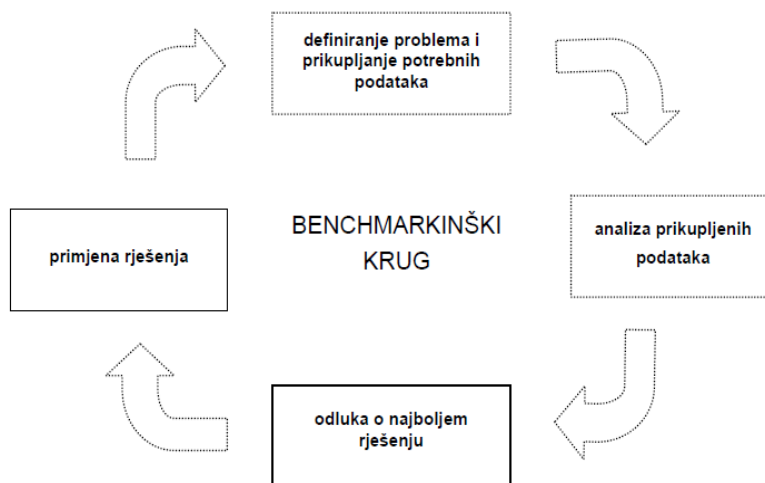 definiranje problema i
prikupljanje potrebnih
podataka
BENCHMARKINŠKI
KRUG
analiza prikupljenih
podataka
primjena rješenja
odluka o najboljem
rješenju